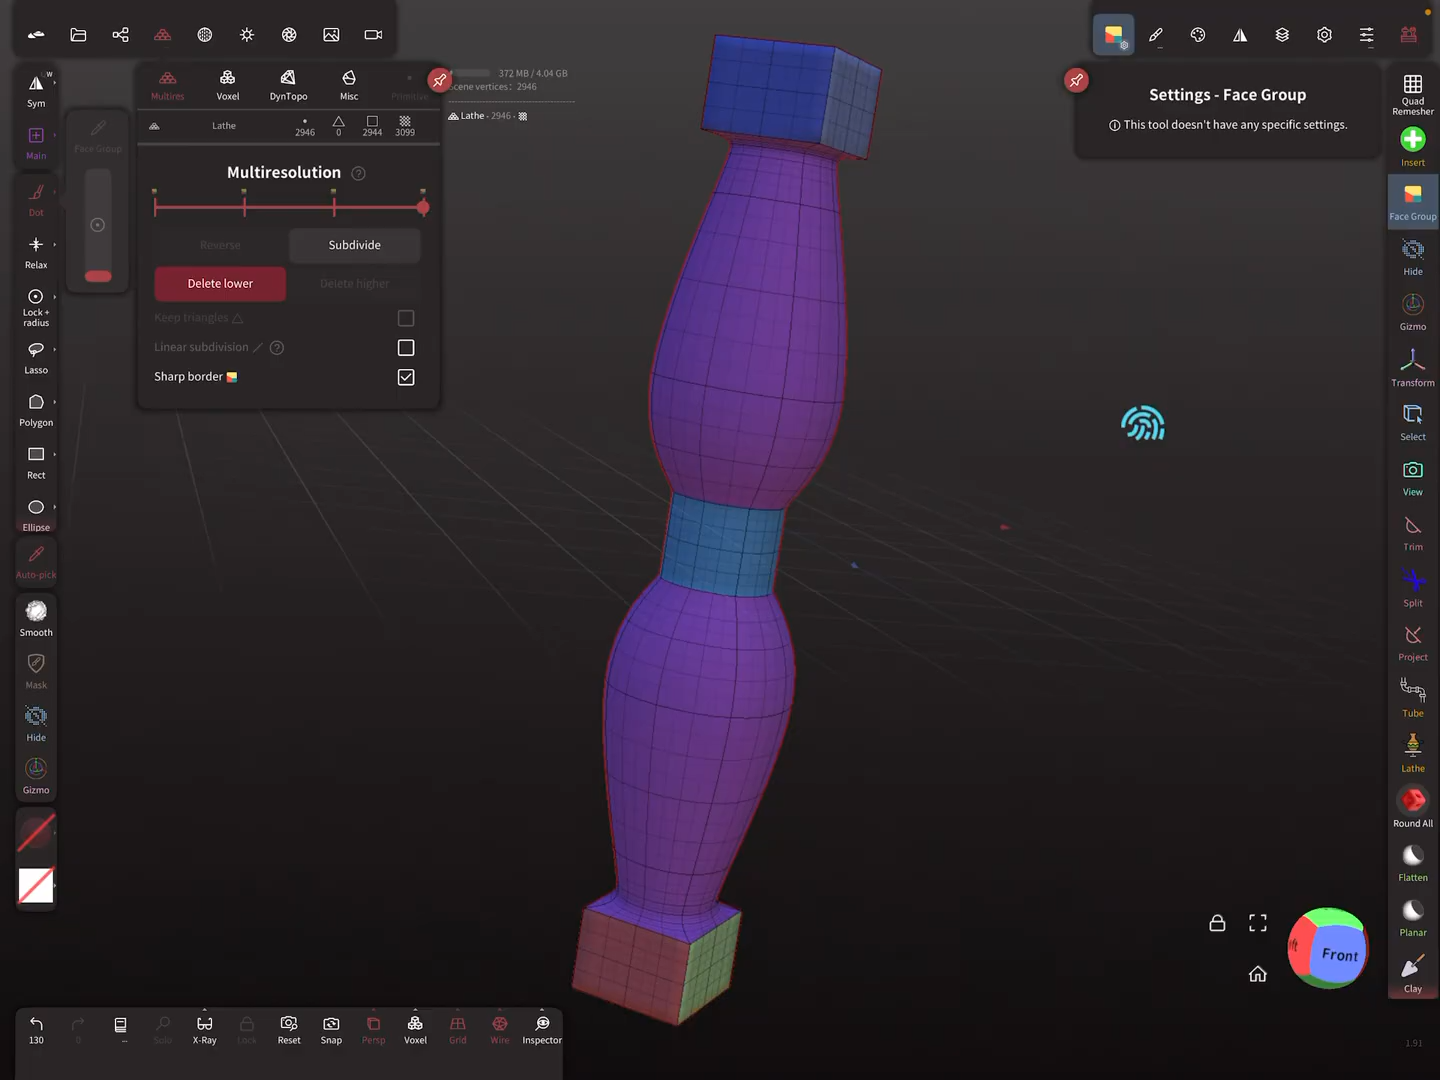 Multires
Voxel
DynTopo
Misc
Primitive
Lathe
2946
0
2944
3099
372 MB / 4.04 GB
Scene vertices: 2946
Lathe - 2946 -
Multiresolution
Reverse
Subdivide
Delete lower
Delete higher
Keep triangles
Linear subdivision
Sharp border
Sym
Main
Dot
Relax
Lock +
radius
Lasso
Polygon
Rect
Ellipse
Auto-pick
Smooth
Mask
Hide
Gizmo
Face Group
Settings - Face Group
This tool doesn't have any specific settings.
Quad
Remesher
Insert
Face Group
Hide
Gizmo
Transform
Select
View
Trim
Split
Project
Tube
Lathe
Round All
Flatten
Planar
Clay
Front
130
0
...
Solo
X-Ray
Lock
Reset
Snap
Persp
Voxel
Grid
Wire
Inspector
1.91